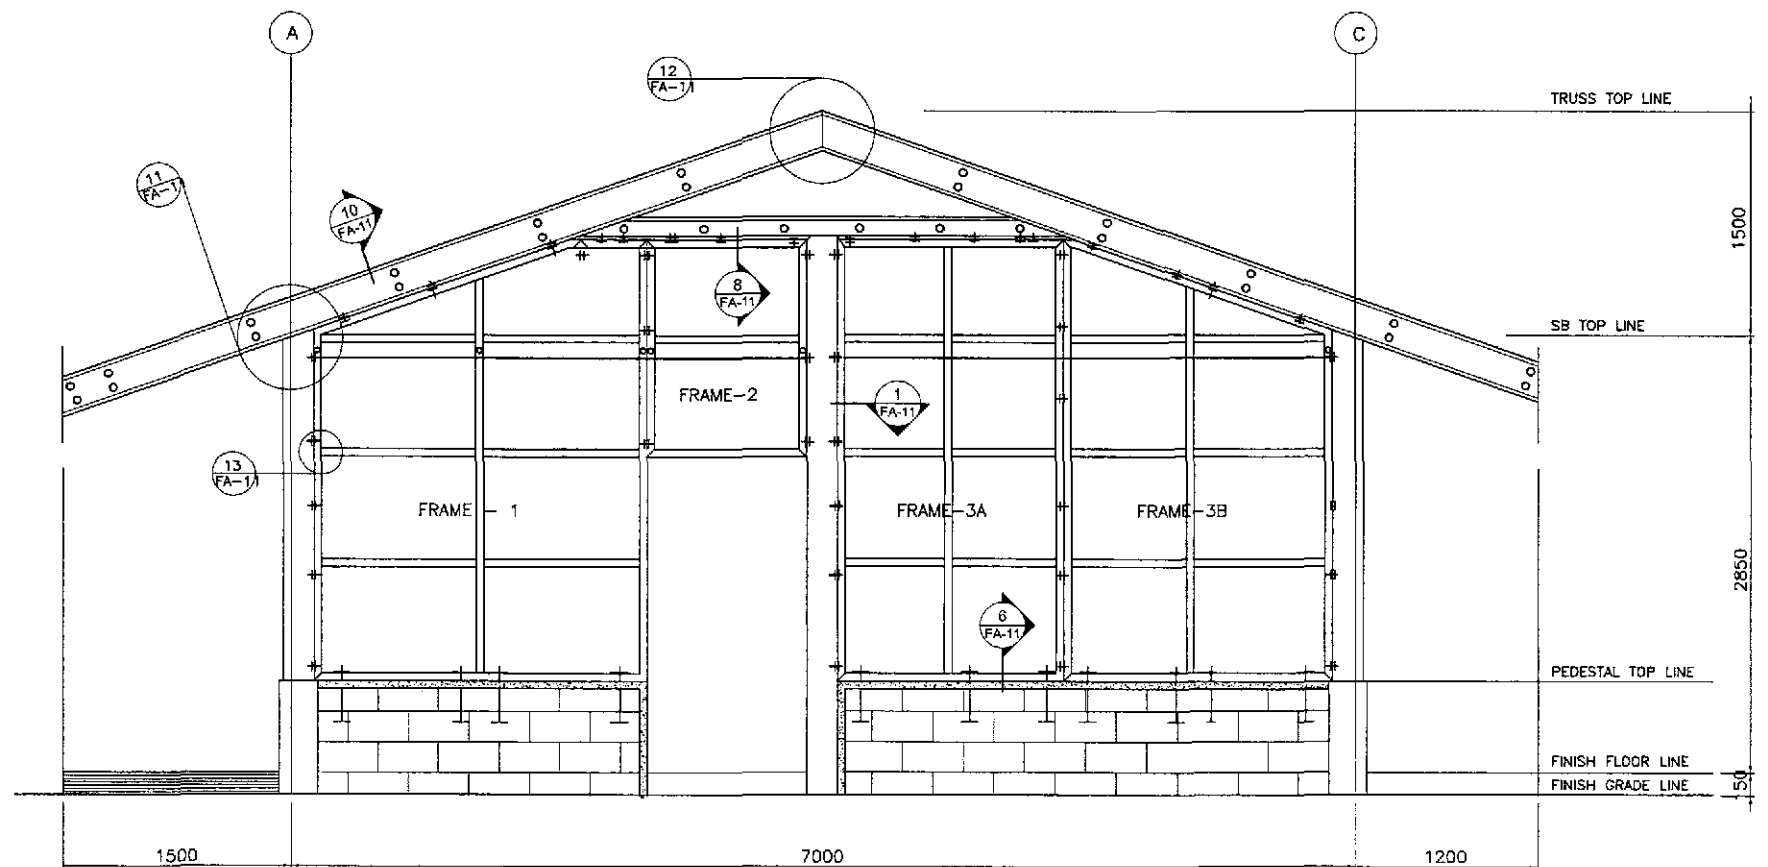 A
C
12
FA-11
TRUSS TOP LINE
11
FA-11
10
FA-11
1500
8
FA-11
SB TOP LINE
FRAME-2
1
FA-11
13
FA-11
FRAME - 1
FRAME-3A
FRAME-3B
2850
6
FA-11
PEDESTAL TOP LINE
FINISH FLOOR LINE
FINISH GRADE LINE
150
1500
7000
1200